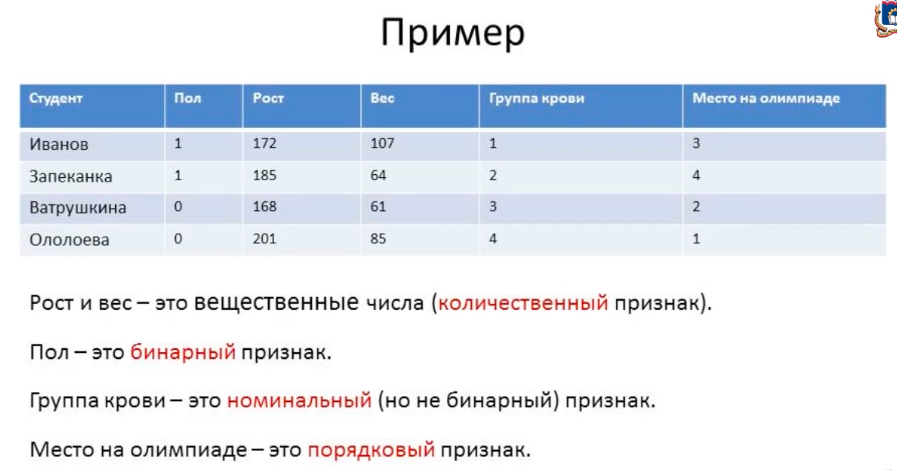 Пример
Студент Пол Рост Вес Группа крови Место на олимпиаде
Иванов 1 172 107 1 3
Запеканка 1 185 64 2 4
Ватрушкина 0 168 61 3 2
Ололоева 0 201 85 4 1
Рост и вес – это вещественные числа (количественный признак).
Пол – это бинарный признак.
Группа крови – это номинальный (но не бинарный) признак.
Место на олимпиаде – это порядковый признак.